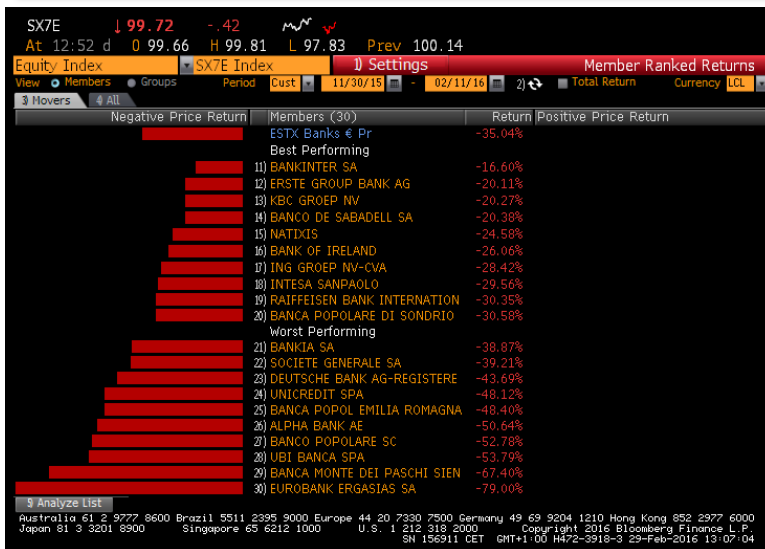 SX7E ↓ 99.72 -.42
At 12:52 d O 99.66 H 99.81 L 97.83 Prev 100.14
Equity Index SX7E Index 1) Settings Member Ranked Returns
View Members Groups Period Cust 11/30/15 - 02/11/16 2) Total Return Currency LCL
3) Movers 4) All
Negative Price Return Members (30) Return Positive Price Return
ESTX Banks € Pr -35.04%
Best Performing
11) BANKINTER SA -16.60%
12) ERSTE GROUP BANK AG -20.11%
13) KBC GROEP NV -20.27%
14) BANCO DE SABADELL SA -20.38%
15) NATIXIS -24.58%
16) BANK OF IRELAND -26.06%
17) ING GROEP NV-CVA -28.42%
18) INTESA SANPAOLO -29.56%
19) RAIFFEISEN BANK INTERNATION -30.35%
20) BANCA POPOLARE DI SONDRIO -30.58%
Worst Performing
21) BANKIA SA -38.87%
22) SOCIETE GENERALE SA -39.21%
23) DEUTSCHE BANK AG-REGISTERE -43.69%
24) UNICREDIT SPA -48.12%
25) BANCA POPOL EMILIA ROMAGNA -48.40%
26) ALPHA BANK AE -50.64%
27) BANCO POPOLARE SC -52.78%
28) UBI BANCA SPA -53.79%
29) BANCA MONTE DEI PASCHI SIEN -67.40%
30) EUROBANK ERGASIAS SA -79.00%
9) Analyze List
Australia 61 2 9777 8600 Brazil 5511 2395 9000 Europe 44 20 7330 7500 Germany 49 69 9204 1210 Hong Kong 852 2977 6000
Japan 81 3 3201 8900 Singapore 65 6212 1000 U.S. 1 212 318 2000 Copyright 2016 Bloomberg Finance L.P.
SN 156911 CET GMT+1:00 H472-3918-3 29-Feb-2016 13:07:04